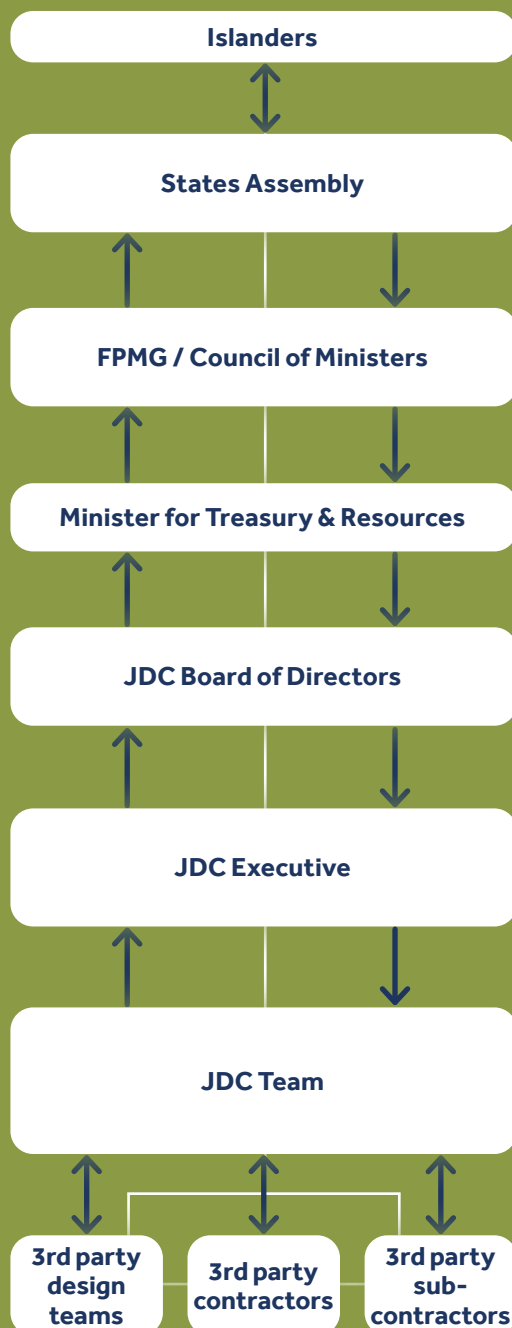 Islanders
States Assembly
FPMG / Council of Ministers
Minister for Treasury & Resources
JDC Board of Directors
JDC Executive
JDC Team
3rd party
design
teams
3rd party
contractors
3rd party
sub-
contractors